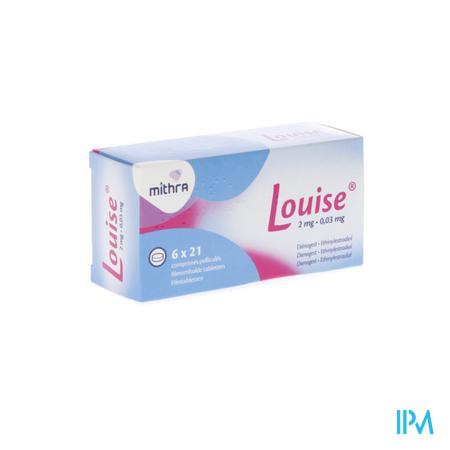 mithra
Louise®
2 mg - 0,03 mg
6 x 21
comprimés pelliculés
filmomhulde tabletten
Filmtabletten
Louise®
2 mg - 0,03 mg
Diénogest - Ethinylestradiol
Dienogest - Ethinylestradiol
Dienogest - Ethinylestradiol
IPM